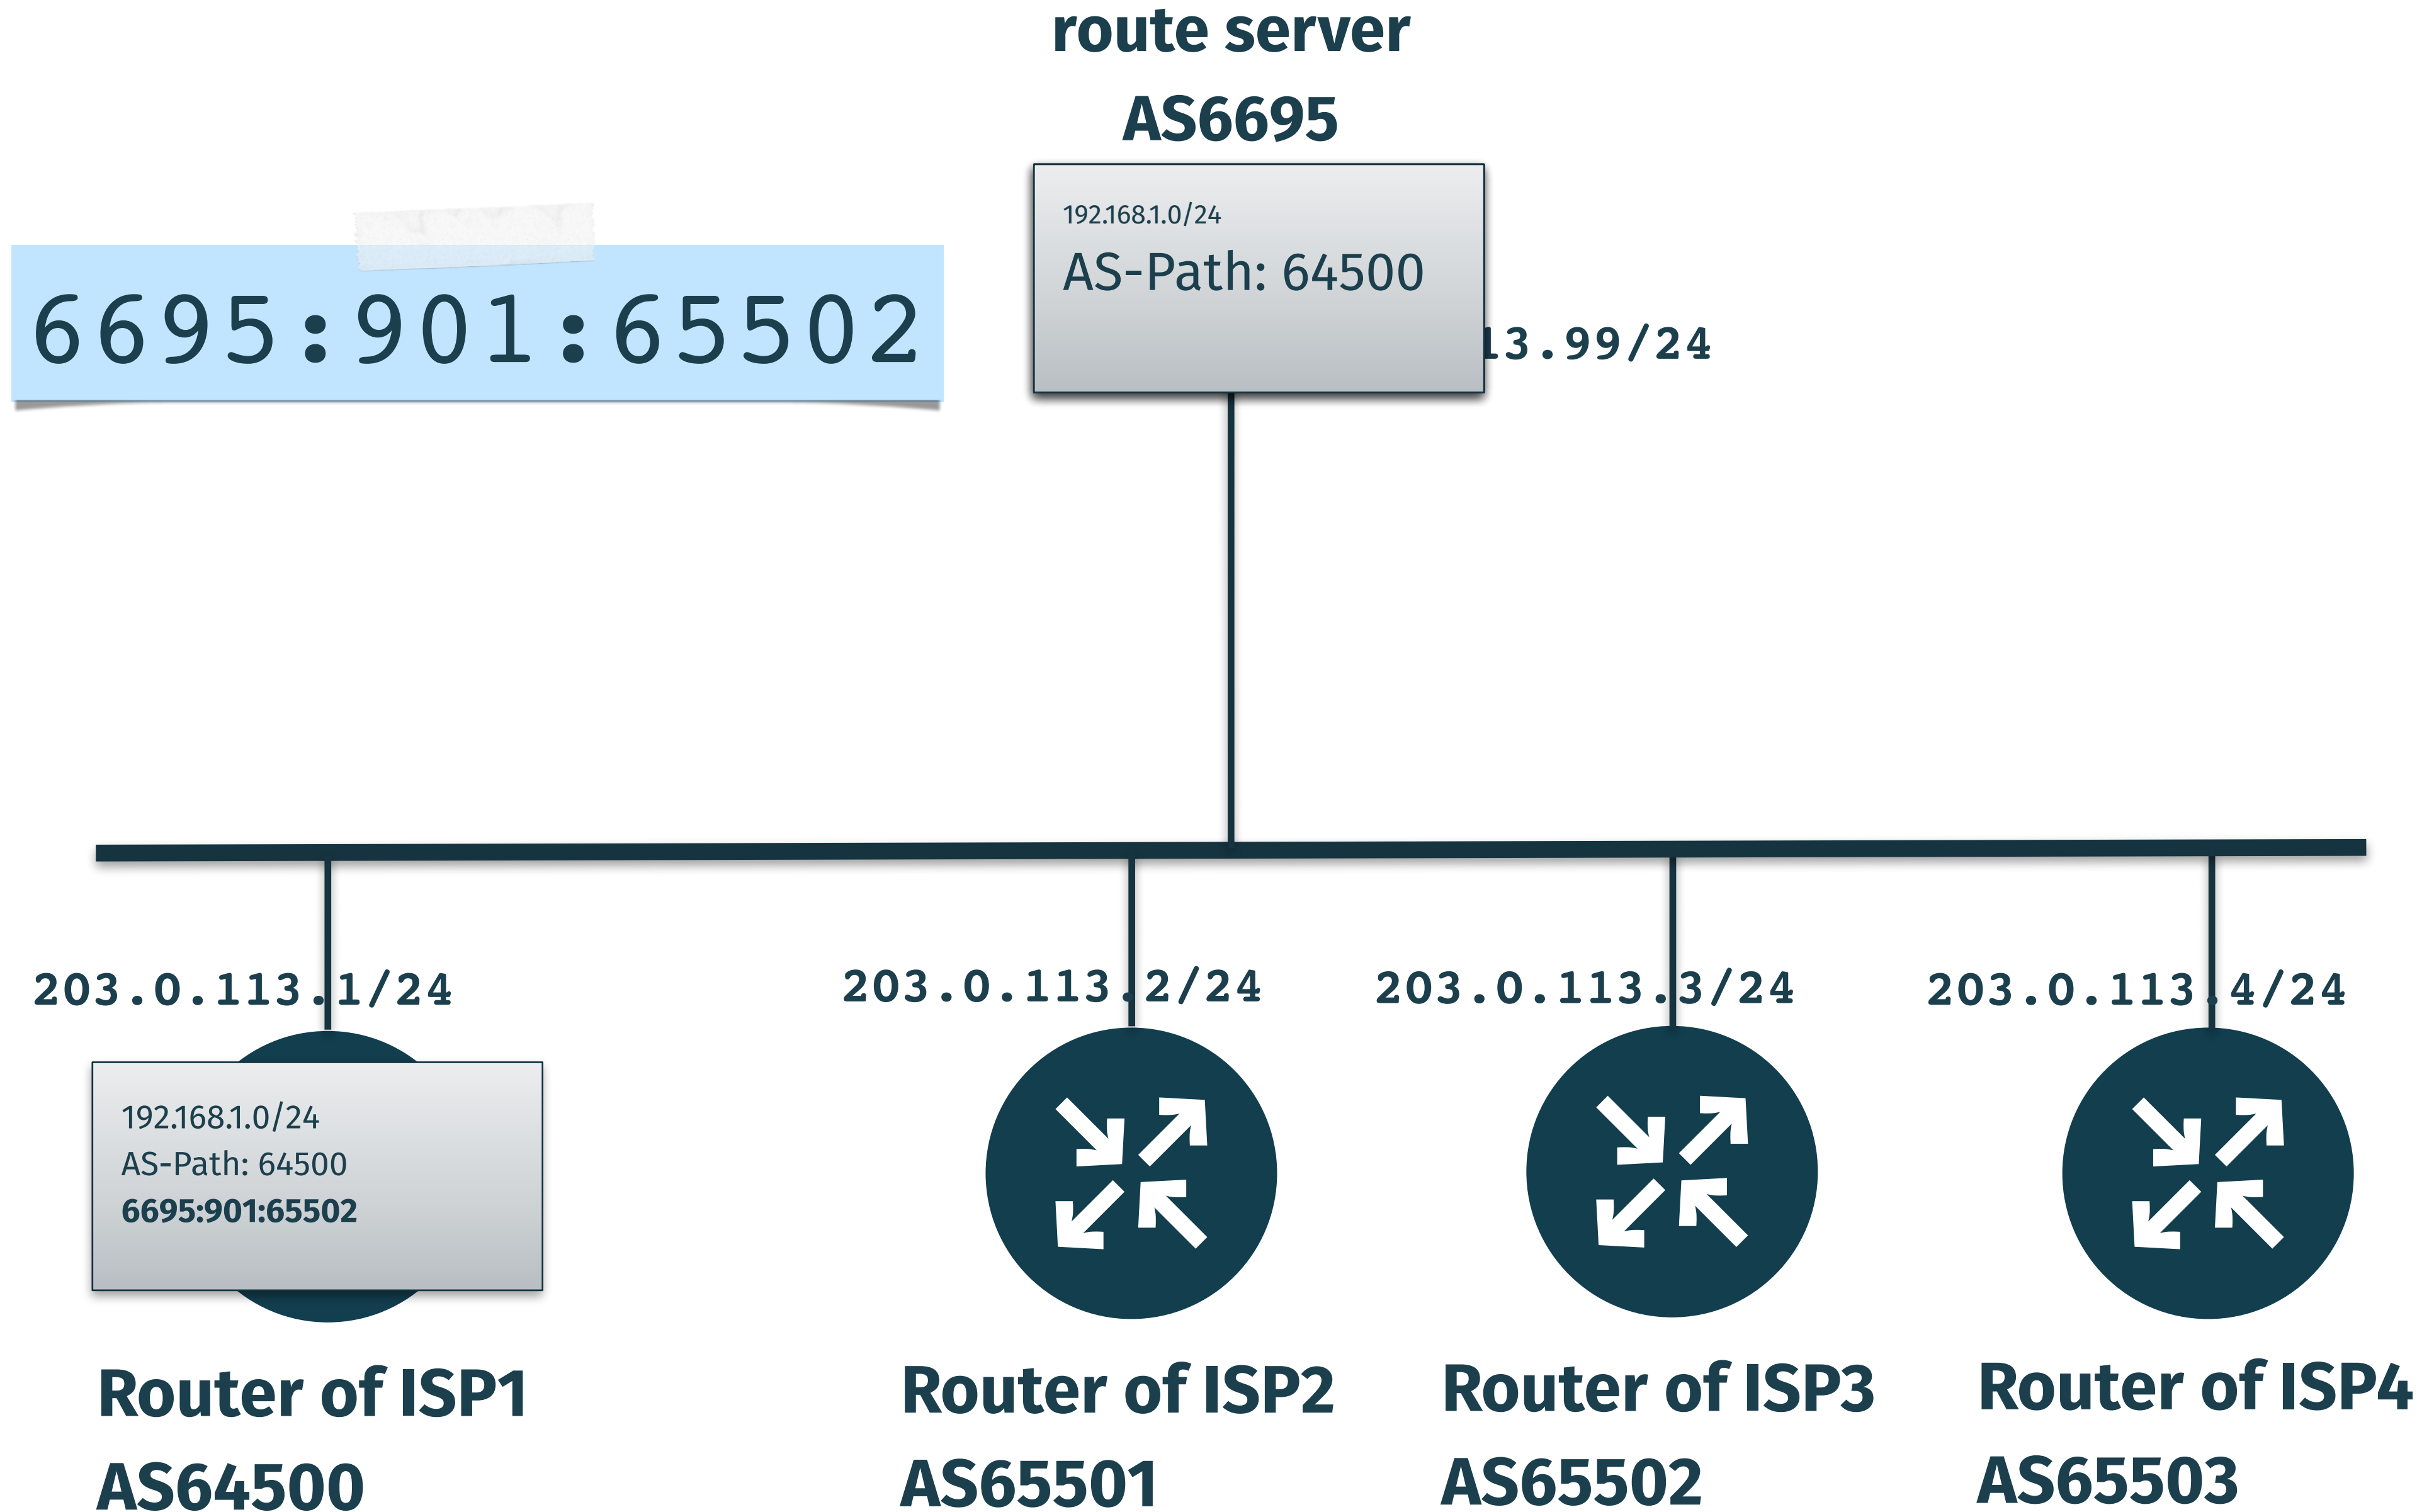 route server
AS6695
192.168.1.0/24
AS-Path: 64500
6695:901:65502
13.99/24
203.0.113.1/24
203.0.113.2/24
203.0.113.3/24
203.0.113.4/24
192.168.1.0/24
AS-Path: 64500
6695:901:65502
Router of ISP1
AS64500
Router of ISP2
AS65501
Router of ISP3
AS65502
Router of ISP4
AS65503